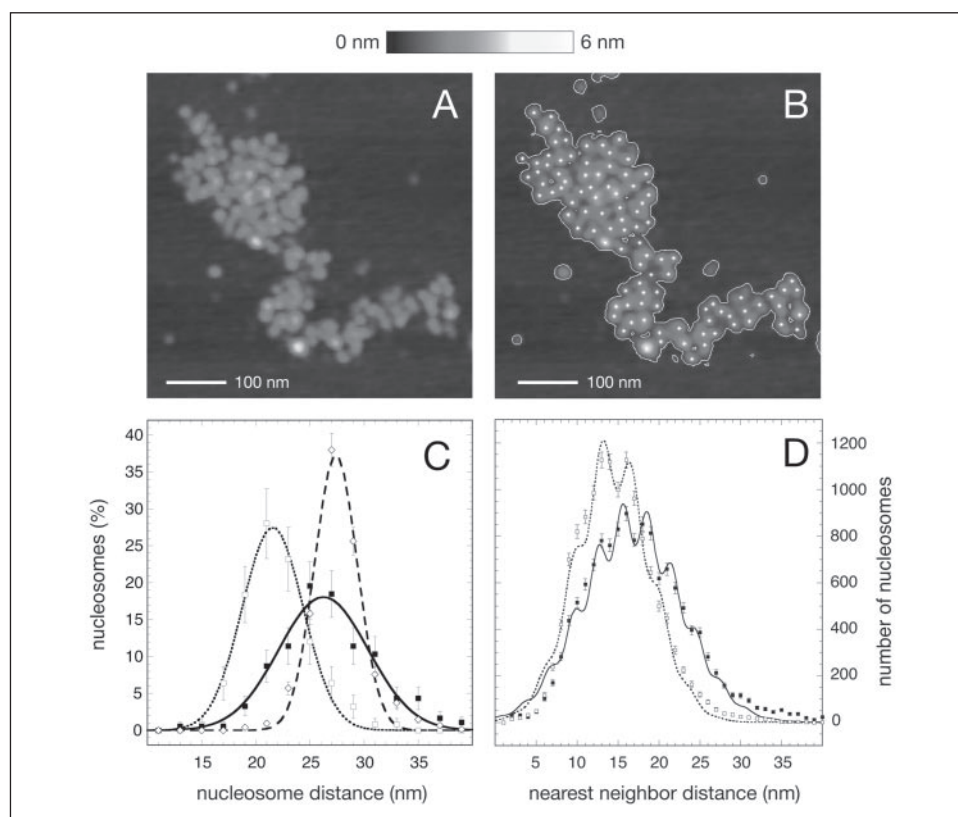 0 nm 6 nm
A
B
100 nm
100 nm
C
D
nucleosomes (%)
40
35
30
25
20
15
10
5
0
15 20 25 30 35
nucleosome distance (nm)
1200
1000
800
600
400
200
0
number of nucleosomes
5 10 15 20 25 30 35
nearest neighbor distance (nm)